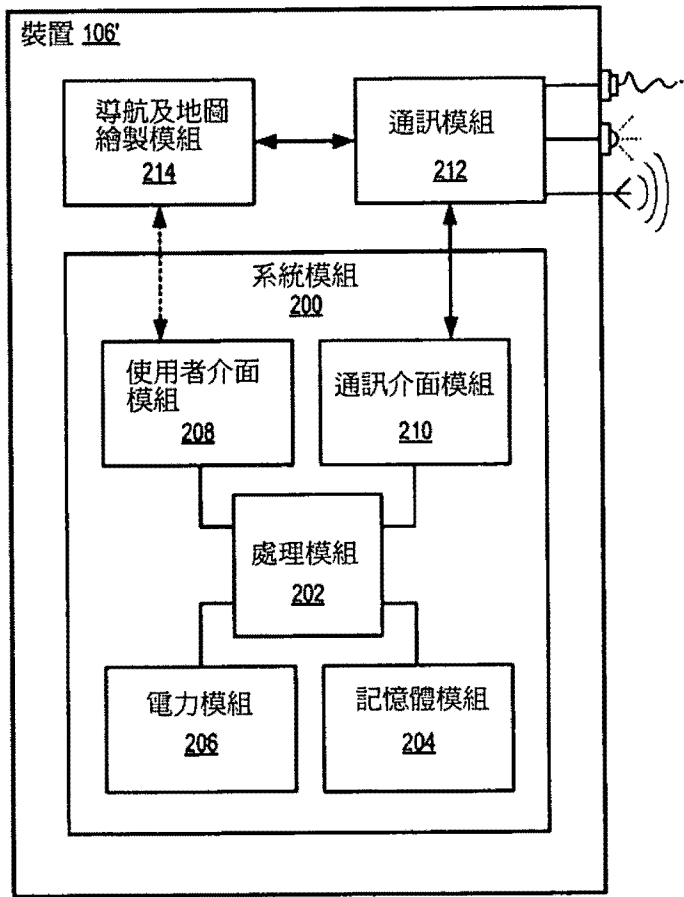 裝置 106'
導航及地圖
繪製模組
214
通訊模組
212
系統模組
200
使用者介面
模組
208
通訊介面模組
210
處理模組
202
電力模組
206
記憶體模組
204